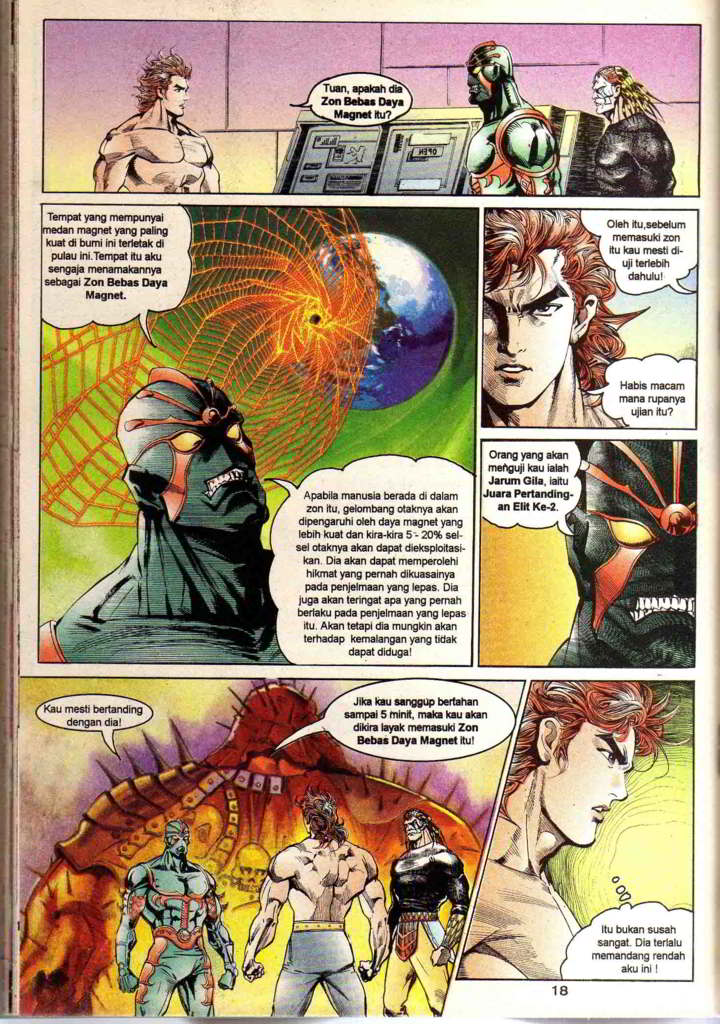 Tuan, apakah dia
Zon Bebas Daya
Magnet itu?
OPEN
Tempat yang mempunyai
medan magnet yang paling
kuat di bumi ini terletak di
pulau ini.Tempat itu aku
sengaja menamakannya
sebagai Zon Bebas Daya
Magnet.
Apabila manusia berada di dalam
zon itu, gelombang otaknya akan
dipengaruhi oleh daya magnet yang
lebih kuat dan kira-kira 5 - 20% sel-
sel otaknya akan dapat dieksploitasi-
kan. Dia akan dapat memperolehi
hikmat yang pernah dikuasainya
pada penjelmaan yang lepas. Dia
juga akan teringat apa yang pernah
berlaku pada penjelmaan yang lepas
itu. Akan tetapi dia mungkin akan
terhadap kemalangan yang tidak
dapat diduga!
Oleh itu,sebelum
memasuki zon
itu kau mesti di-
uji terlebih
dahulu!
Habis macam
mana rupanya
ujian itu?
Orang yang akan
menguji kau ialah
Jarum Gila, iaitu
Juara Pertanding-
an Elit Ke-2.
Kau mesti bertanding
dengan dia!
Jika kau sanggup bertahan
sampai 5 minit, maka kau akan
dikira layak memasuki Zon
Bebas Daya Magnet itu!
Itu bukan susah
sangat. Dia terlalu
memandang rendah
aku ini !
18